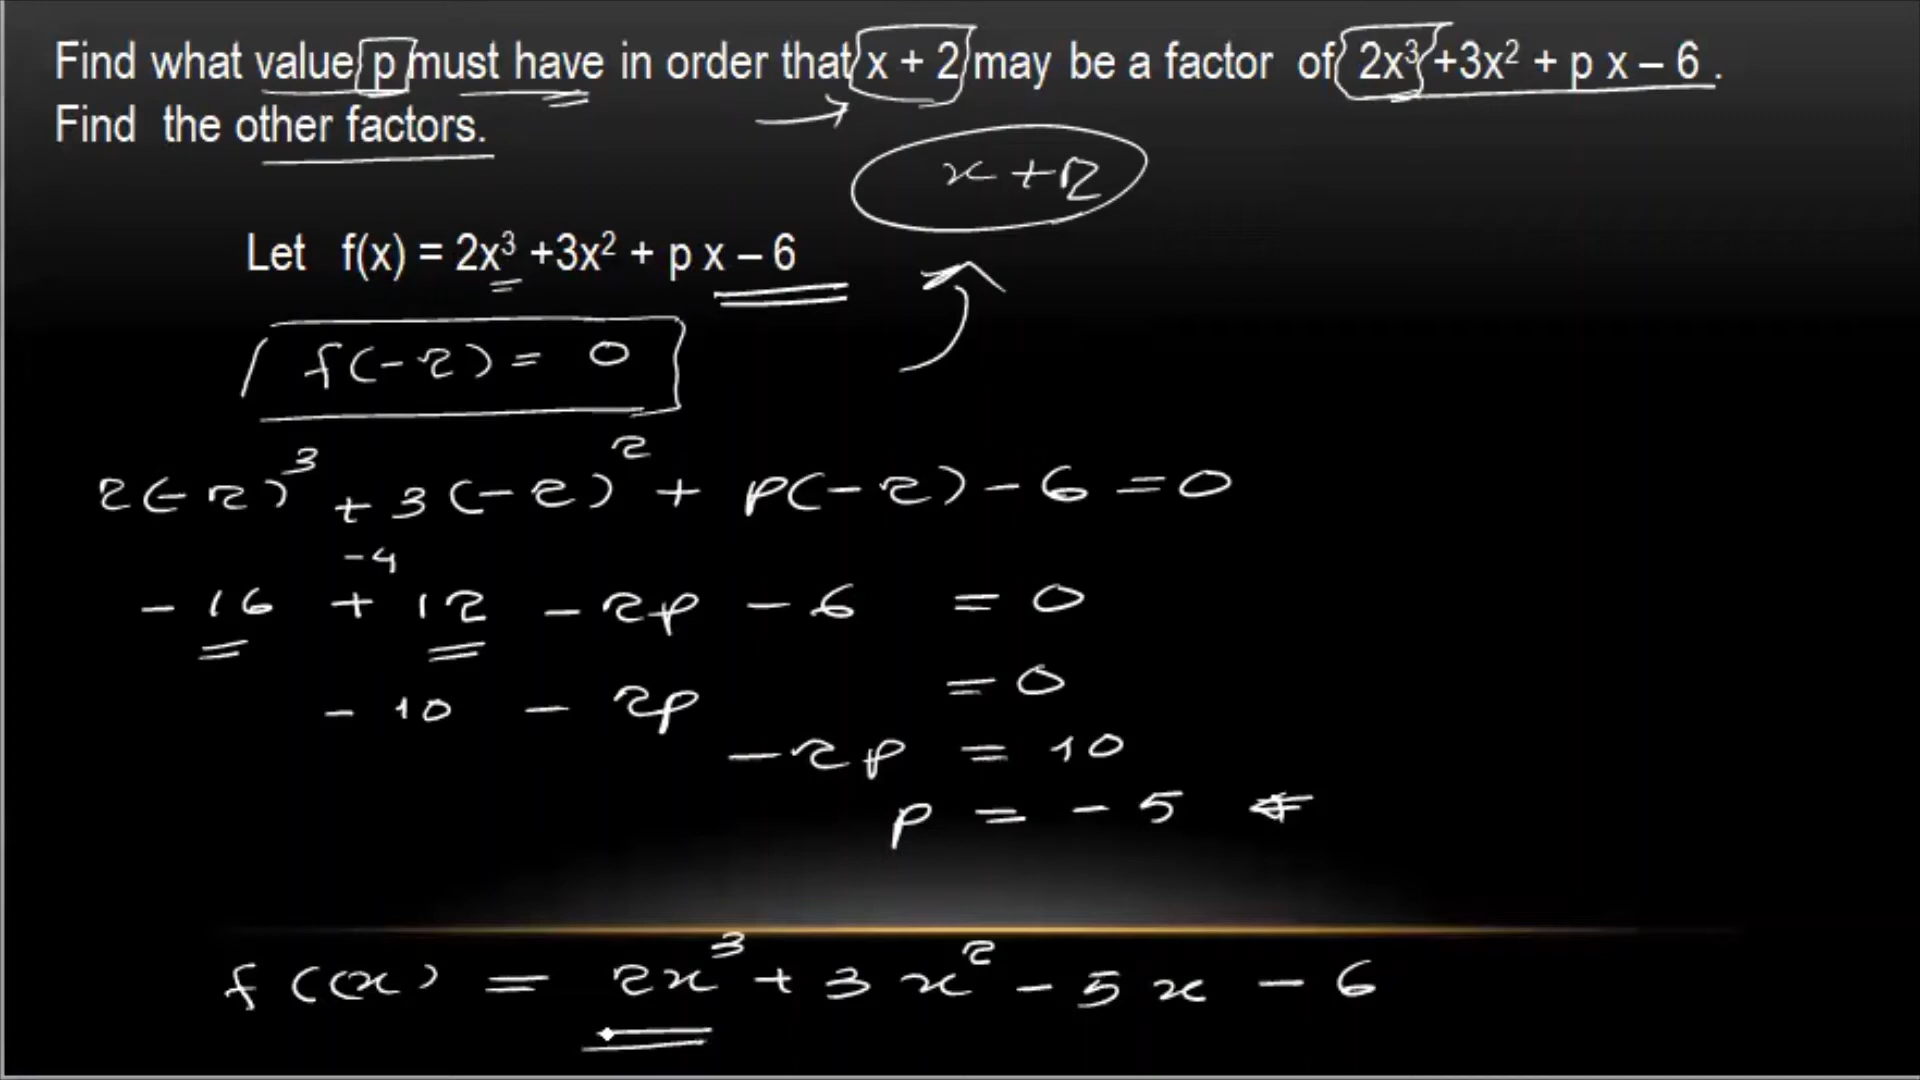 Find what value p must have in order that x + 2 may be a factor of 2x³ +3x² + p x – 6 .
Find the other factors.
x + 2
Let f(x) = 2x³ +3x² + p x – 6
f(-2) = 0
2(-2)³ + 3(-2)² + p(-2) - 6 = 0
-4
- 16 + 12 - 2p - 6 = 0
- 10 - 2p = 0
- 2p = 10
p = - 5
f(x) = 2x³ + 3x² - 5x - 6